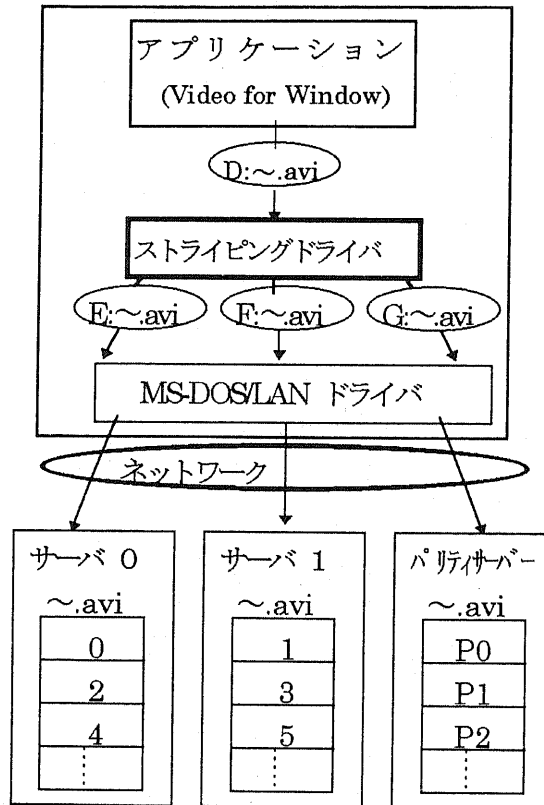 アプリケーション
(Video for Window)
D:～.avi
ストライピングドライバ
E:～.avi
F:～.avi
G:～.avi
MS-DOS/LAN ドライバ
ネットワーク
サーバ 0
～.avi
0
2
4
サーバ 1
～.avi
1
3
5
パリティサーバー
～.avi
P0
P1
P2